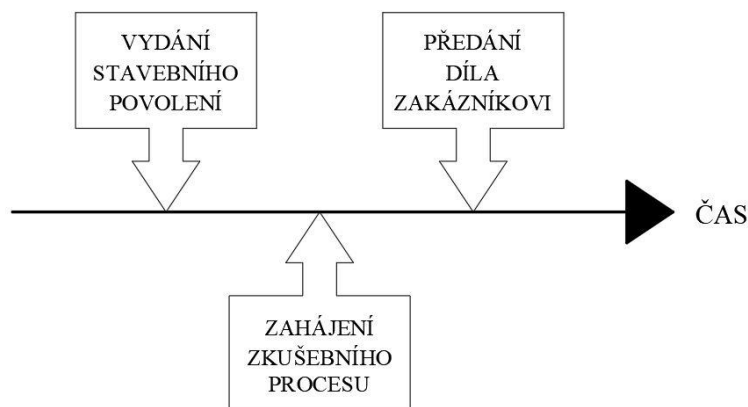 VYDÁNÍ
STAVEBNÍHO
POVOLENÍ
PŘEDÁNÍ
DÍLA
ZAKÁZNÍKOVI
ČAS
ZAHÁJENÍ
ZKUŠEBNÍHO
PROCESU